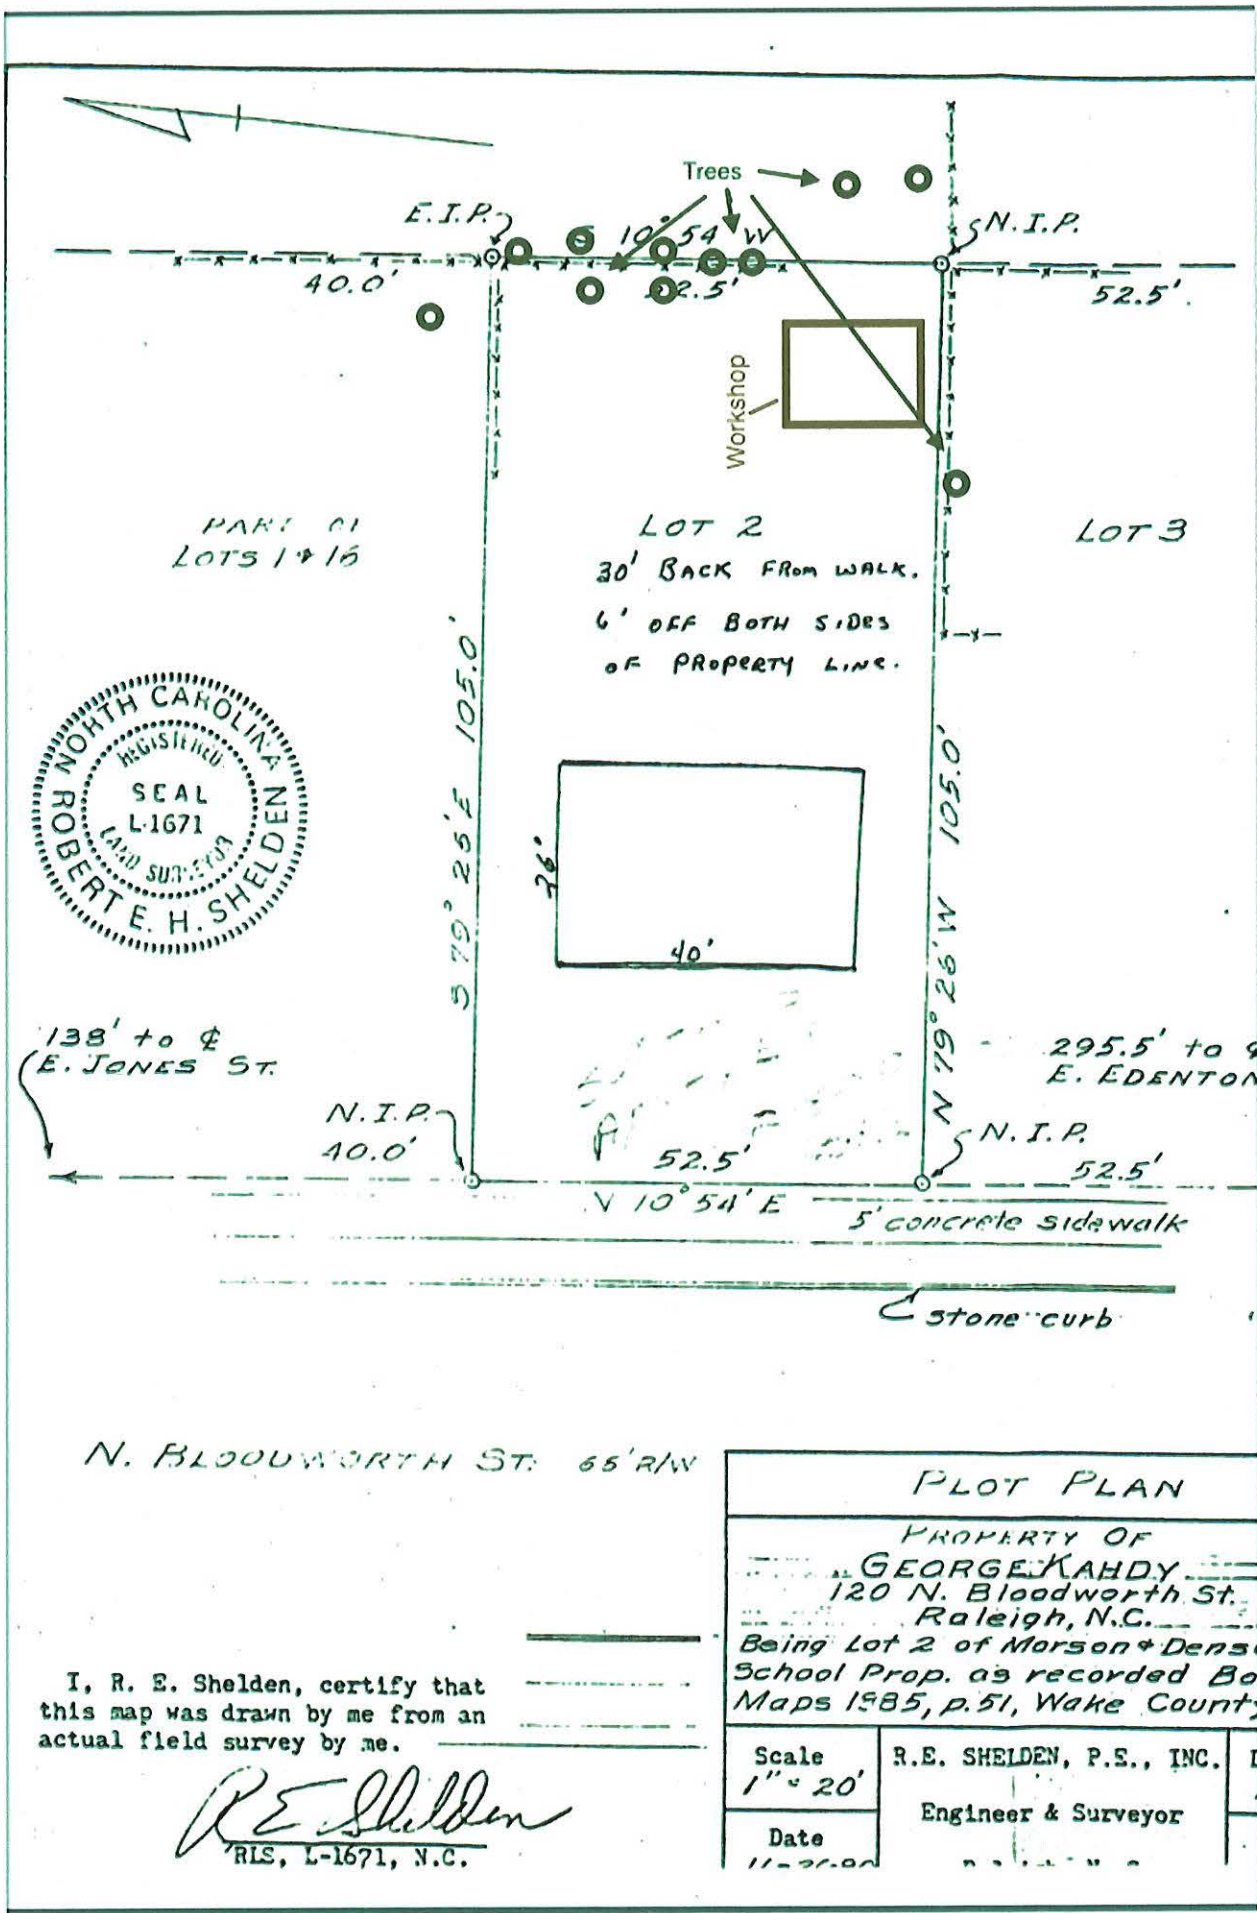 Trees
E.I.P.
S 10° 54 W
N.I.P.
40.0'
52.5'
52.5'.
Workshop
PART OF
LOTS 1 & 16
LOT 2
LOT 3
30' BACK FROM WALK.
6' OFF BOTH SIDES
OF PROPERTY LINE.
S 79° 25' E 105.0'
N 79° 26' W 105.0'
NORTH CAROLINA
REGISTERED
SEAL
L-1671
LAND SURVEYOR
ROBERT E. H. SHELDEN
26'
40'
138' to ℄
E. JONES ST.
295.5' to
E. EDENTON
N.I.P.
40.0'
52.5'
N.I.P.
52.5'
N 10° 54' E
5' concrete sidewalk
stone curb
N. BLOODWORTH ST. 65' R/W
PLOT PLAN
PROPERTY OF
GEORGE KAHDY
120 N. Bloodworth St.
Raleigh, N.C.
Being Lot 2 of Morson & Dens
School Prop. as recorded Bo
Maps 1985, p.51, Wake County
I, R. E. Shelden, certify that
this map was drawn by me from an
actual field survey by me.
R E Shelden
RLS, L-1671, N.C.
Scale
1" = 20'
R.E. SHELDEN, P.S., INC.
Engineer & Surveyor
Date